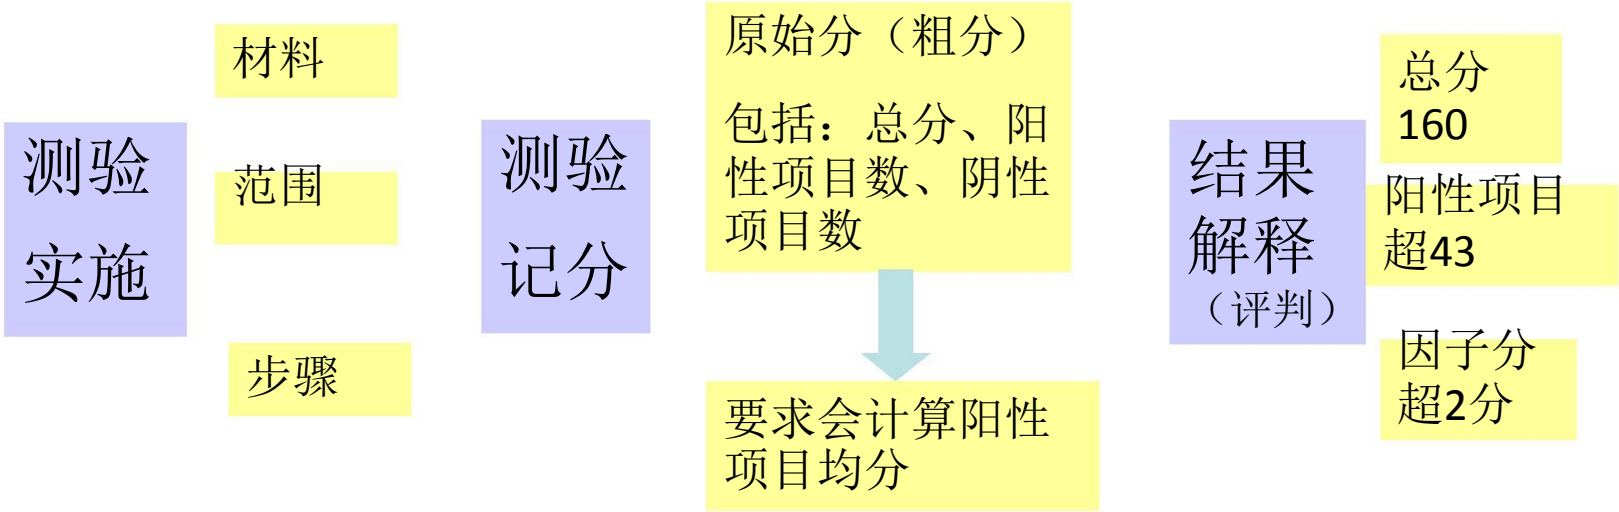 测验
实施
材料
范围
步骤
测验
记分
原始分（粗分）
包括：总分、阳
性项目数、阴性
项目数
要求会计算阳性
项目均分
结果
解释
（评判）
总分
160
阳性项目
超43
因子分
超2分